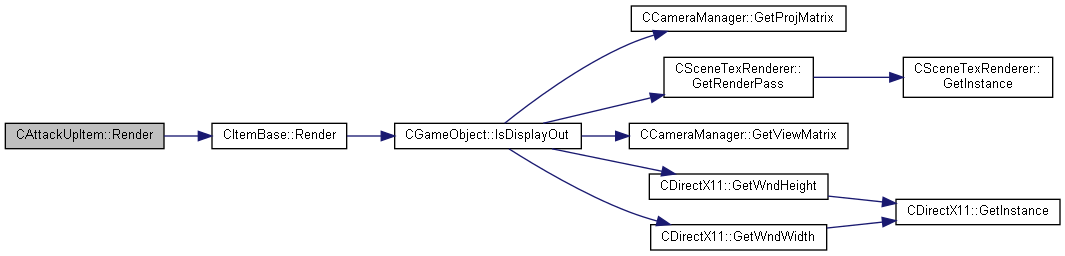 CCameraManager::GetProjMatrix
CSceneTexRenderer::
GetRenderPass
CSceneTexRenderer::
GetInstance
CAttackUpItem::Render
CItemBase::Render
CGameObject::IsDisplayOut
CCameraManager::GetViewMatrix
CDirectX11::GetWndHeight
CDirectX11::GetInstance
CDirectX11::GetWndWidth